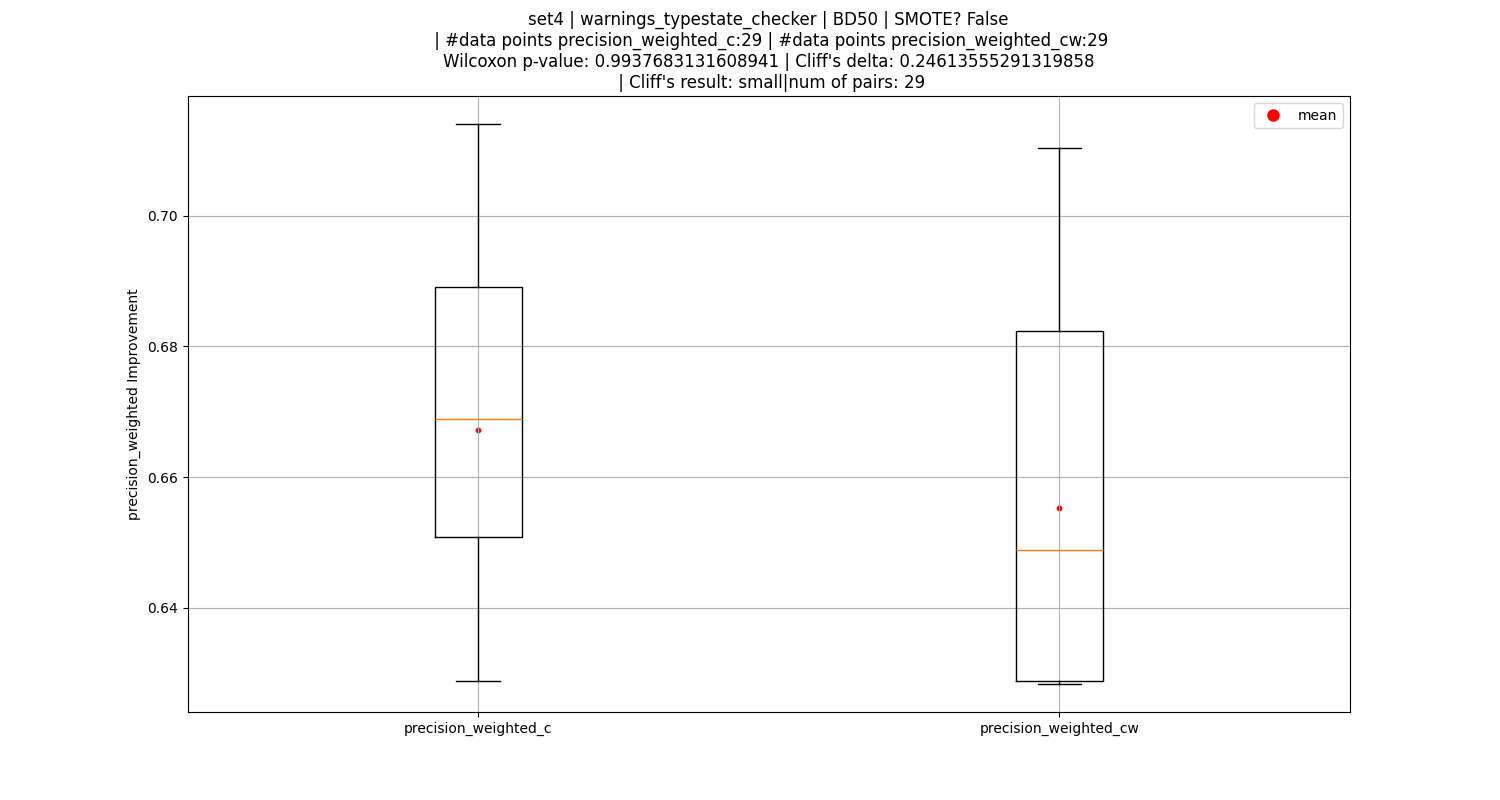 set4 | warnings_typestate_checker | BD50 | SMOTE? False
| #data points precision_weighted_c:29 | #data points precision_weighted_cw:29
Wilcoxon p-value: 0.9937683131608941 | Cliff's delta: 0.24613555291319858
| Cliff's result: small|num of pairs: 29
mean
0.70
0.68
0.66
0.64
precision_weighted Improvement
precision_weighted_c
precision_weighted_cw